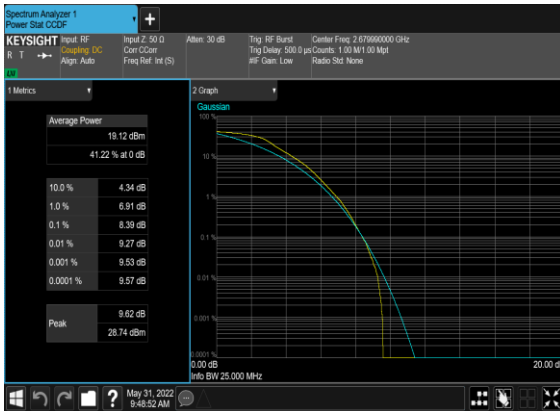 Spectrum Analyzer 1
Power Stat CCDF
+
KEYSIGHT
R T
LXI
Input: RF
Coupling: DC
Align: Auto
Input Z: 50 Ω
Corr CCorr
Freq Ref: Int (S)
Atten: 30 dB
Trig: RF Burst
Trig Delay: 500.0 µs
#IF Gain: Low
Center Freq: 2.679990000 GHz
Counts: 1.00 M/1.00 Mpt
Radio Std: None
1 Metrics
Average Power
19.12 dBm
41.22 % at 0 dB
10.0 % 4.34 dB
1.0 % 6.91 dB
0.1 % 8.39 dB
0.01 % 9.27 dB
0.001 % 9.53 dB
0.0001 % 9.57 dB
Peak
9.62 dB
28.74 dBm
2 Graph
Gaussian
100 %
10 %
1 %
0.1 %
0.01 %
0.001 %
0.0001 %
0.00 dB
20.00 d
Info BW 25.000 MHz
?
May 31, 2022
9:48:52 AM